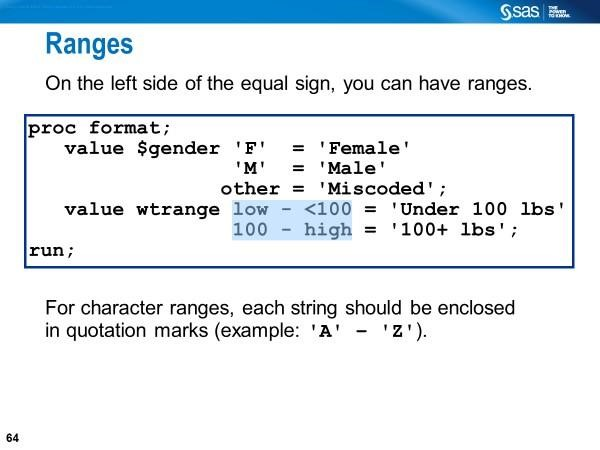 sas THE POWER TO KNOW.
Ranges
On the left side of the equal sign, you can have ranges.
proc format;
value $gender 'F' = 'Female'
'M' = 'Male'
other = 'Miscoded';
value wtrange low - <100 = 'Under 100 lbs'
100 - high = '100+ lbs';
run;
For character ranges, each string should be enclosed
in quotation marks (example: 'A' – 'Z').
64